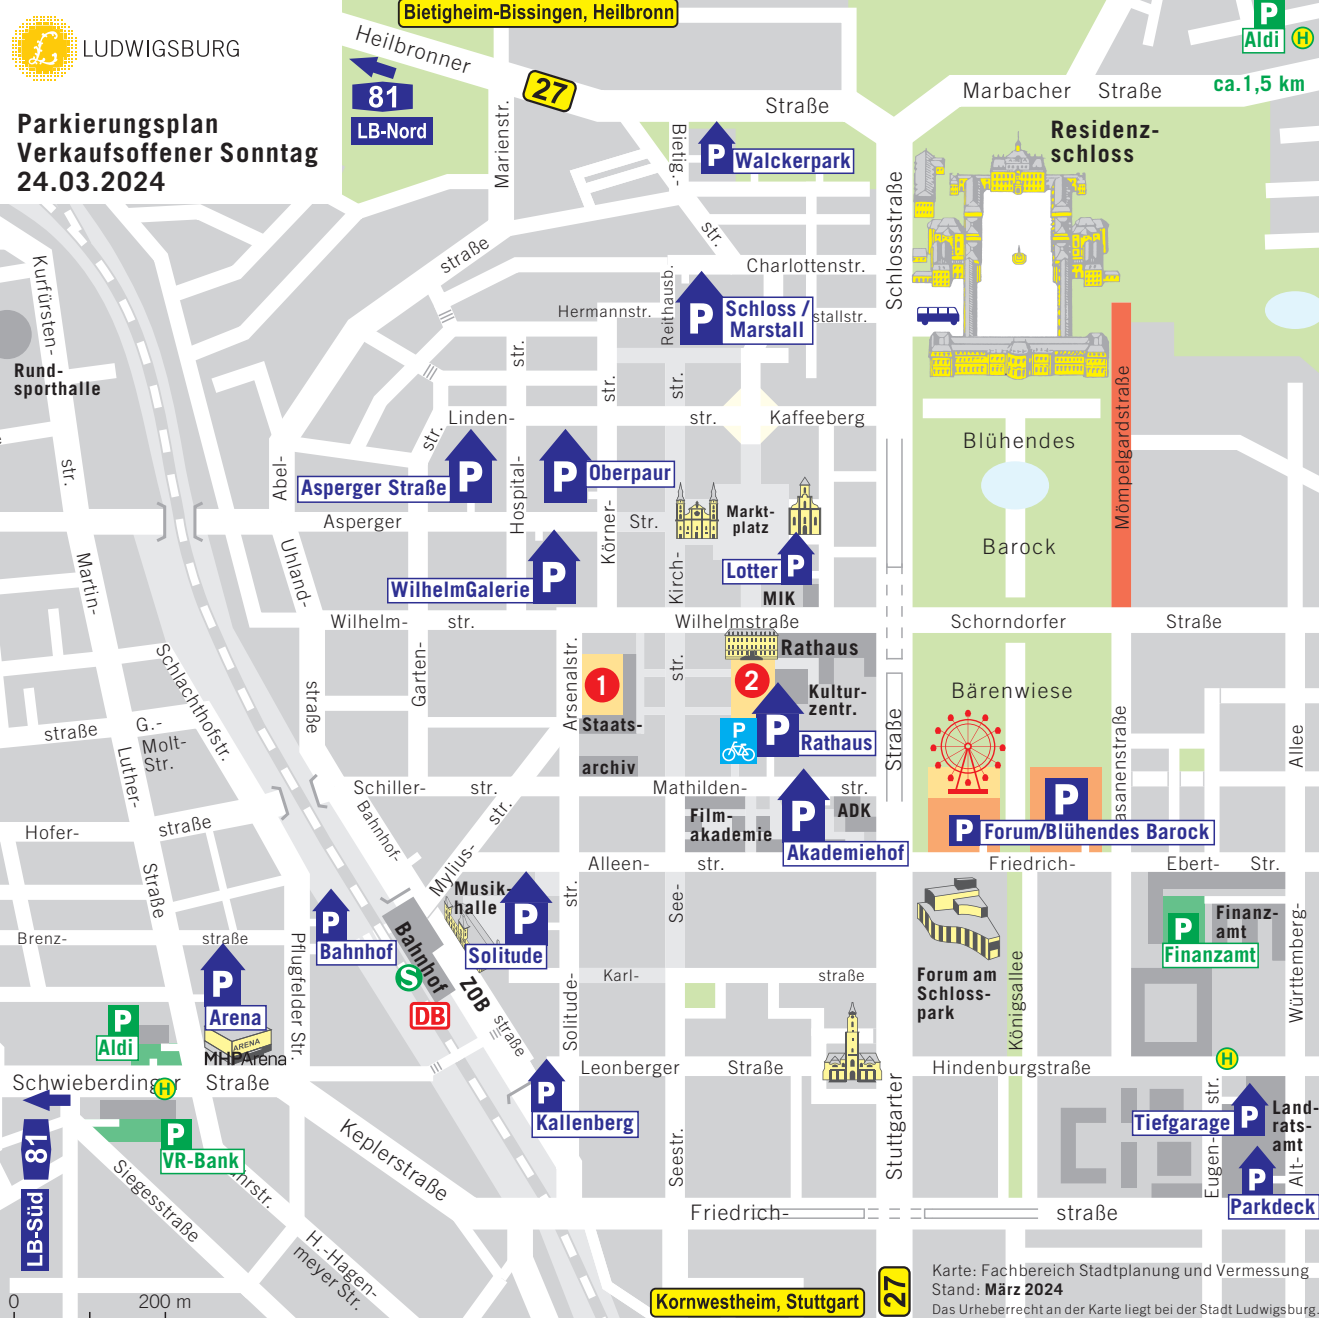 Bietigheim-Bissingen, Heilbronn
P
Aldi
H
ca.1,5 km
LUDWIGSBURG
Parkierungsplan
Verkaufsoffener Sonntag
24.03.2024
Heilbronner
Straße
27
81
LB-Nord
Marbacher Straße
Residenz-
schloss
Marienstr.
Bietig.-
str.
P
Walckerpark
Schlossstraße
straße
Charlottenstr.
Kurfürsten-
str.
Rund-
sporthalle
Hermannstr.
Reithausb.
P
Schloss /
Marstall
stallstr.
str.
str.
str.
Mömpelgardstraße
Linden-
str.
Kaffeeberg
str.
Abel-
P
Asperger Straße
Hospital-
P
Oberpaur
Blühendes
Barock
Asperger
Str.
Körner-
Markt-
platz
Martin-
Uhland-
P
WilhelmGalerie
Kirch-
P
Lotter
MIK
Wilhelm-
str.
Wilhelmstraße
Schorndorfer
Straße
Schlachthofstr.
straße
Garten-
Arsenalstr.
1
Staats-
archiv
str.
Rathaus
2
Kultur-
zentr.
P
P
Rathaus
Straße
Bärenwiese
asanenstraße
Allee
straße
G.-
Molt-
Str.
Luther-
Schiller-
str.
Mathilden-
str.
Bahnhof-
Mylius-
str.
Film-
akademie
P
ADK
Akademiehof
P
P
Forum/Blühendes Barock
Hofer-
straße
Straße
Alleen-
str.
Friedrich-
Ebert-
Str.
Musik-
halle
P
Solitude
str.
See-
P
Bahnhof
Bahnhof
S
DB
ZOB
straße
P
Finanzamt
Finanz-
amt
Württemberg-
Brenz-
straße
Pflugfelder Str.
P
Arena
ARENA
MHPArena
Karl-
straße
Solitude-
Forum am
Schloss-
park
Königsallee
P
Aldi
H
Schwieberdinger
Straße
Leonberger
Straße
Hindenburgstraße
H
81
LB-Süd
P
VR-Bank
P
Kallenberg
Keplerstraße
Siegesstraße
hrstr.
H.-Hagen-
meyer Str.
Seestr.
Stuttgarter
Eugen-
str.
P
Tiefgarage
Land-
rats-
amt
Alt-
P
Parkdeck
Friedrich-
straße
0
200 m
Kornwestheim, Stuttgart
27
Karte: Fachbereich Stadtplanung und Vermessung
Stand: März 2024
Das Urheberrecht an der Karte liegt bei der Stadt Ludwigsburg.